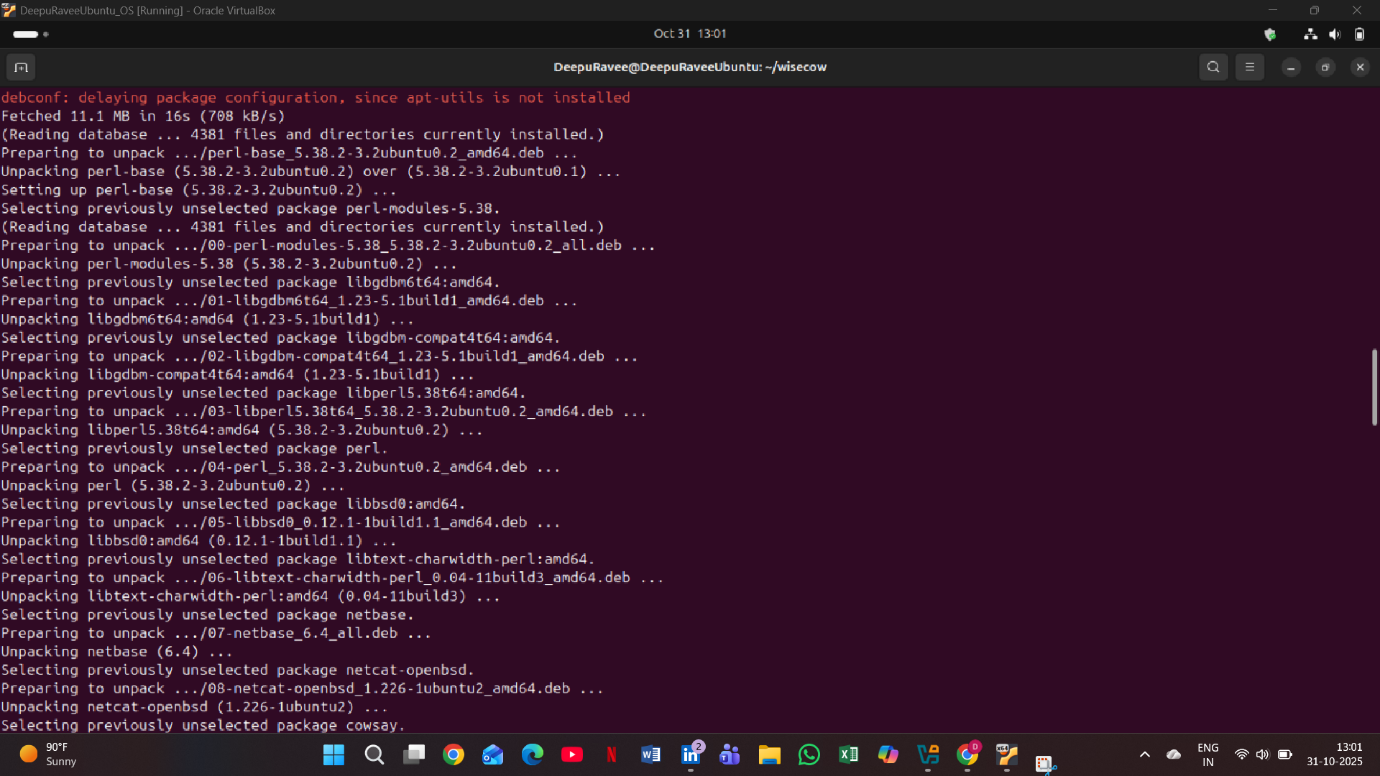 DeepuRaveeUbuntu_OS [Running] - Oracle VirtualBox
Oct 31 13:01
DeepuRavee@DeepuRaveeUbuntu: ~/wisecow
debconf: delaying package configuration, since apt-utils is not installed
Fetched 11.1 MB in 16s (708 kB/s)
(Reading database ... 4381 files and directories currently installed.)
Preparing to unpack .../perl-base_5.38.2-3.2ubuntu0.2_amd64.deb ...
Unpacking perl-base (5.38.2-3.2ubuntu0.2) over (5.38.2-3.2ubuntu0.1) ...
Setting up perl-base (5.38.2-3.2ubuntu0.2) ...
Selecting previously unselected package perl-modules-5.38.
(Reading database ... 4381 files and directories currently installed.)
Preparing to unpack .../00-perl-modules-5.38_5.38.2-3.2ubuntu0.2_all.deb ...
Unpacking perl-modules-5.38 (5.38.2-3.2ubuntu0.2) ...
Selecting previously unselected package libgdbm6t64:amd64.
Preparing to unpack .../01-libgdbm6t64_1.23-5.1build1_amd64.deb ...
Unpacking libgdbm6t64:amd64 (1.23-5.1build1) ...
Selecting previously unselected package libgdbm-compat4t64:amd64.
Preparing to unpack .../02-libgdbm-compat4t64_1.23-5.1build1_amd64.deb ...
Unpacking libgdbm-compat4t64:amd64 (1.23-5.1build1) ...
Selecting previously unselected package libperl5.38t64:amd64.
Preparing to unpack .../03-libperl5.38t64_5.38.2-3.2ubuntu0.2_amd64.deb ...
Unpacking libperl5.38t64:amd64 (5.38.2-3.2ubuntu0.2) ...
Selecting previously unselected package perl.
Preparing to unpack .../04-perl_5.38.2-3.2ubuntu0.2_amd64.deb ...
Unpacking perl (5.38.2-3.2ubuntu0.2) ...
Selecting previously unselected package libbsd0:amd64.
Preparing to unpack .../05-libbsd0_0.12.1-1build1.1_amd64.deb ...
Unpacking libbsd0:amd64 (0.12.1-1build1.1) ...
Selecting previously unselected package libtext-charwidth-perl:amd64.
Preparing to unpack .../06-libtext-charwidth-perl_0.04-11build3_amd64.deb ...
Unpacking libtext-charwidth-perl:amd64 (0.04-11build3) ...
Selecting previously unselected package netbase.
Preparing to unpack .../07-netbase_6.4_all.deb ...
Unpacking netbase (6.4) ...
Selecting previously unselected package netcat-openbsd.
Preparing to unpack .../08-netcat-openbsd_1.226-1ubuntu2_amd64.deb ...
Unpacking netcat-openbsd (1.226-1ubuntu2) ...
Selecting previously unselected package cowsay.
90°F
Sunny
2
D
ENG
IN
13:01
31-10-2025